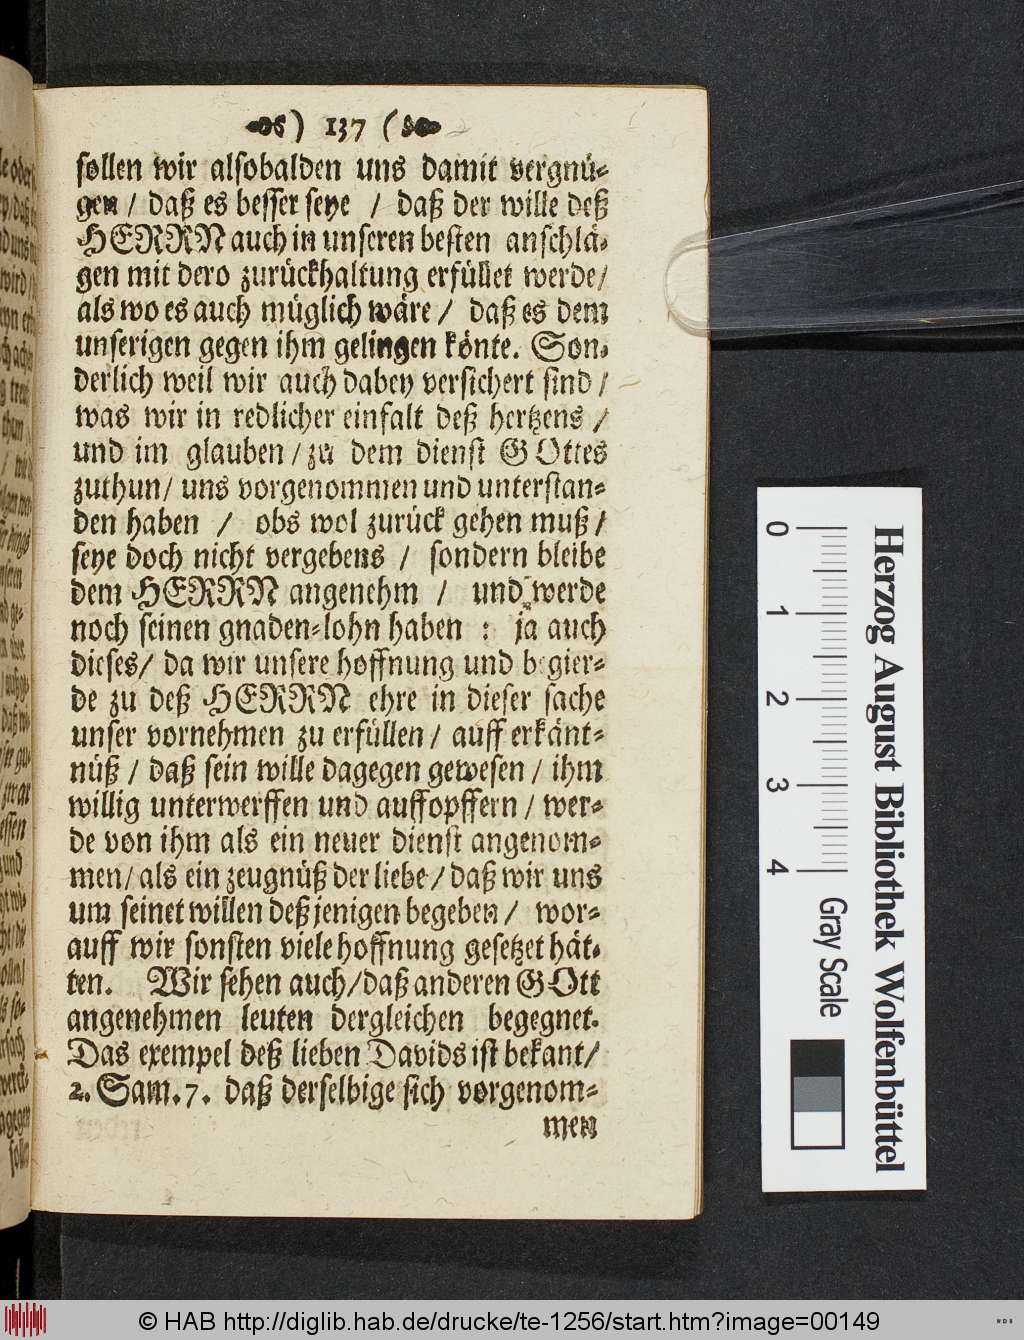 ) 137 (
sollen wir alsobalden uns damit vergnü-
gen / daß es besser seye / daß der wille deß
HERRN auch in unseren besten anschlä-
gen mit dero zurückhaltung erfüllet werde/
als wo es auch müglich wäre / daß es dem
unserigen gegen ihm gelingen könte. Son-
derlich weil wir auch dabey versichert sind /
was wir in redlicher einfalt deß hertzens /
und im glauben / zu dem dienst GOttes
zuthun / uns vorgenommen und unterstan-
den haben / obs wol zurück gehen muß /
seye doch nicht vergebens / sondern bleibe
dem HERRN angenehm / und werde
noch seinen gnaden-lohn haben : ja auch
dieses / da wir unsere hoffnung und begier-
de zu deß HERRN ehre in dieser sache
unser vornehmen zu erfüllen / auff erkänt-
nüß / daß sein wille dagegen gewesen / ihm
willig unterwerffen und auffopffern / wer-
de von ihm als ein neuer dienst angenom-
men / als ein zeugnüß der liebe / daß wir uns
um seinet willen deßjenigen begeben / wor-
auff wir sonsten viele hoffnung gesetzet hät-
ten. Wir sehen auch / daß anderen GOtt
angenehmen leuten dergleichen begegnet.
Das exempel deß lieben Davids ist bekant /
2. Sam. 7. daß derselbige sich vorgenom-
men
Herzog August Bibliothek Wolfenbüttel
0 1 2 3 4
Gray Scale
© HAB http://diglib.hab.de/drucke/te-1256/start.htm?image=00149